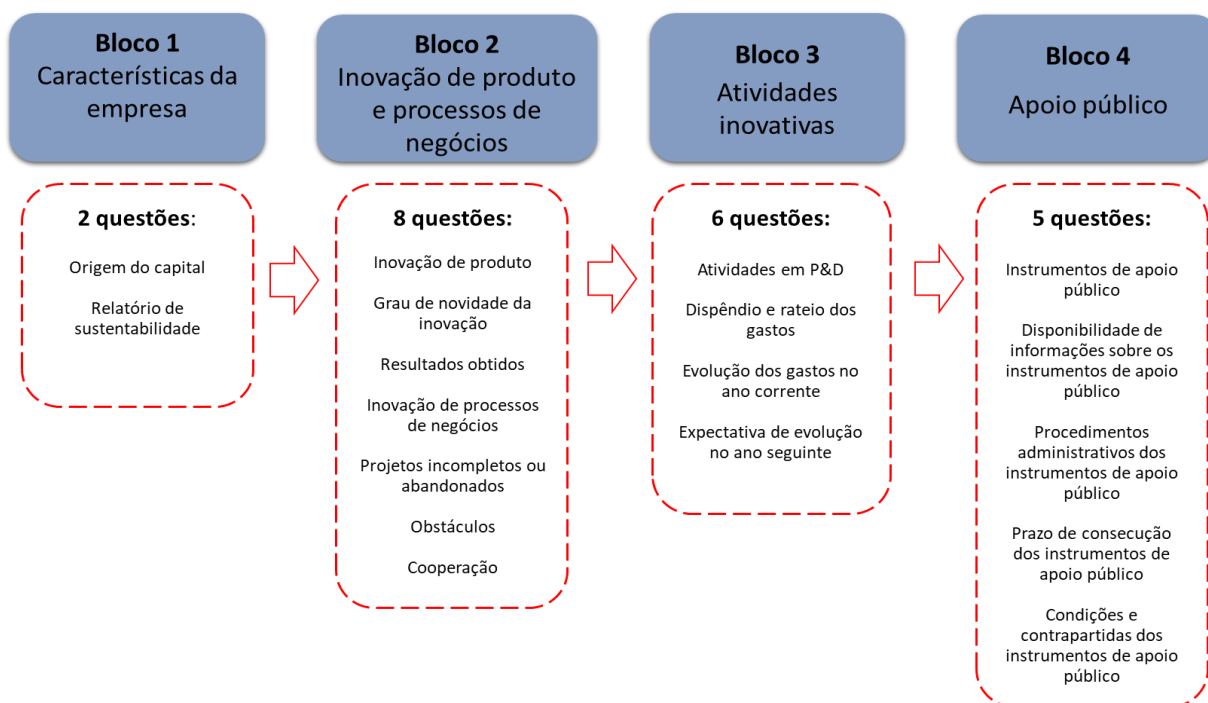 Bloco 1
Características da
empresa
2 questões:
Origem do capital
Relatório de
sustentabilidade
Bloco 2
Inovação de produto
e processos de
negócios
8 questões:
Inovação de produto
Grau de novidade da
inovação
Resultados obtidos
Inovação de processos
de negócios
Projetos incompletos ou
abandonados
Obstáculos
Cooperação
Bloco 3
Atividades
inovativas
6 questões:
Atividades em P&D
Dispêndio e rateio dos
gastos
Evolução dos gastos no
ano corrente
Expectativa de evolução
no ano seguinte
Bloco 4
Apoio público
5 questões:
Instrumentos de apoio
público
Disponibilidade de
informações sobre os
instrumentos de apoio
público
Procedimentos
administrativos dos
instrumentos de apoio
público
Prazo de consecução
dos instrumentos de
apoio público
Condições e
contrapartidas dos
instrumentos de apoio
público